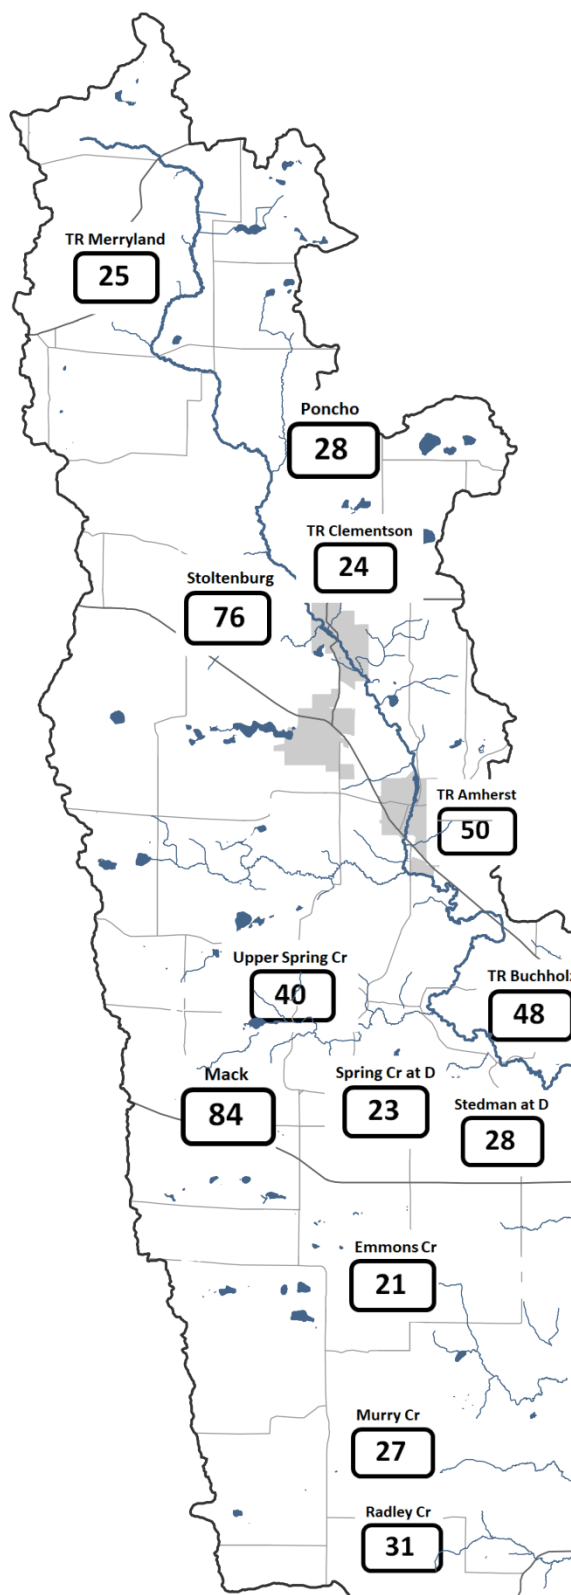 TR Merryland
25
Poncho
28
TR Clementson
24
Stoltenburg
76
TR Amherst
50
Upper Spring Cr
40
TR Buchholz
48
Mack
84
Spring Cr at D
23
Stedman at D
28
Emmons Cr
21
Murry Cr
27
Radley Cr
31